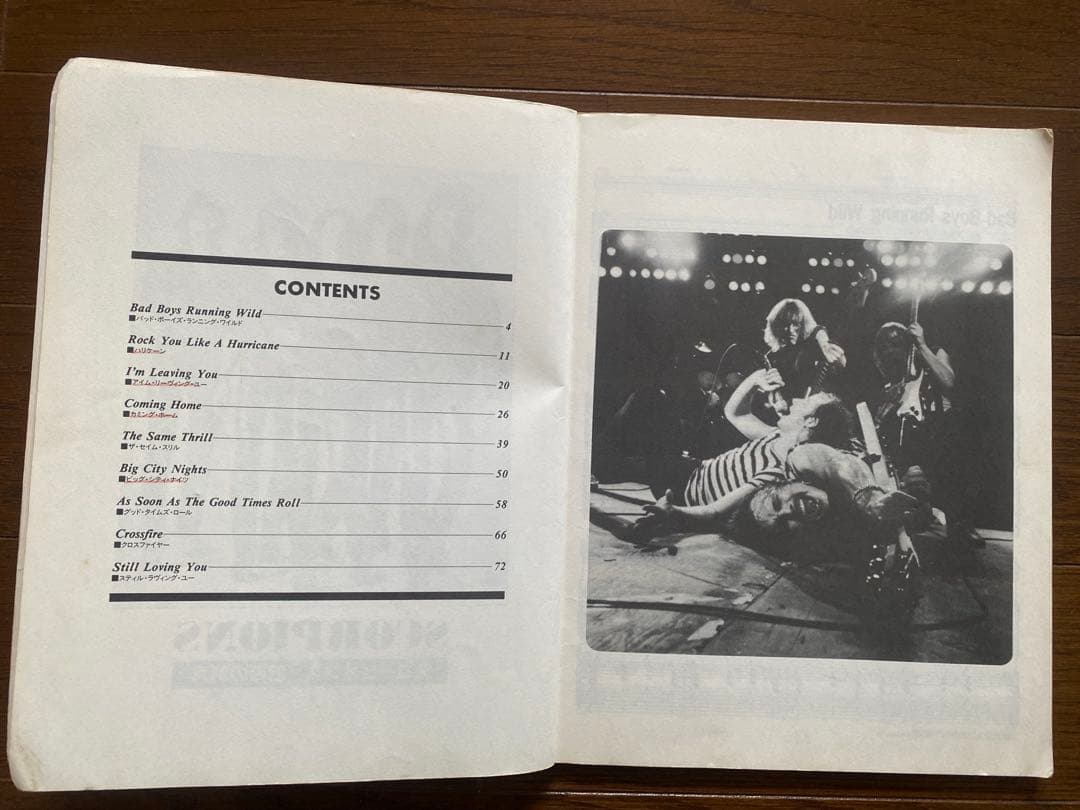 CONTENTS
Bad Boys Running Wild 4
■バッド・ボーイズ・ランニング・ワイルド
Rock You Like A Hurricane 11
■ハリケーン
I'm Leaving You 20
■アイム・リーヴィング・ユー
Coming Home 26
■カミング・ホーム
The Same Thrill 39
■ザ・セイム・スリル
Big City Nights 50
■ビッグ・シティ・ナイツ
As Soon As The Good Times Roll 58
■グッド・タイムズ・ロール
Crossfire 66
■クロスファイヤー
Still Loving You 72
■スティル・ラヴィング・ユー
SCORPIONS
Bad Boys Running Wild